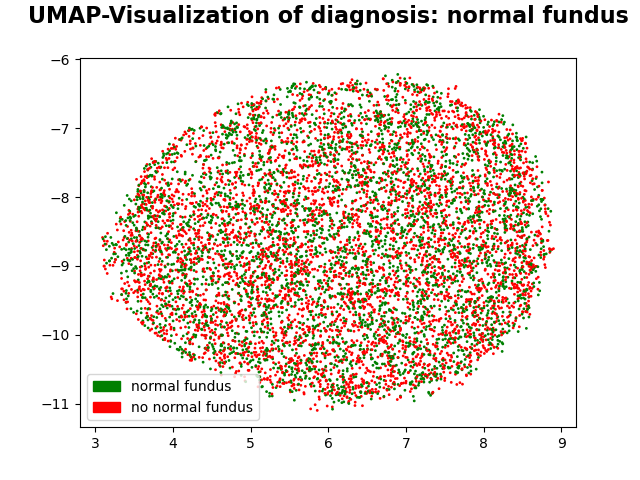 UMAP-Visualization of diagnosis: normal fundus
−6
−7
−8
−9
−10
−11
normal fundus
no normal fundus
3 4 5 6 7 8 9